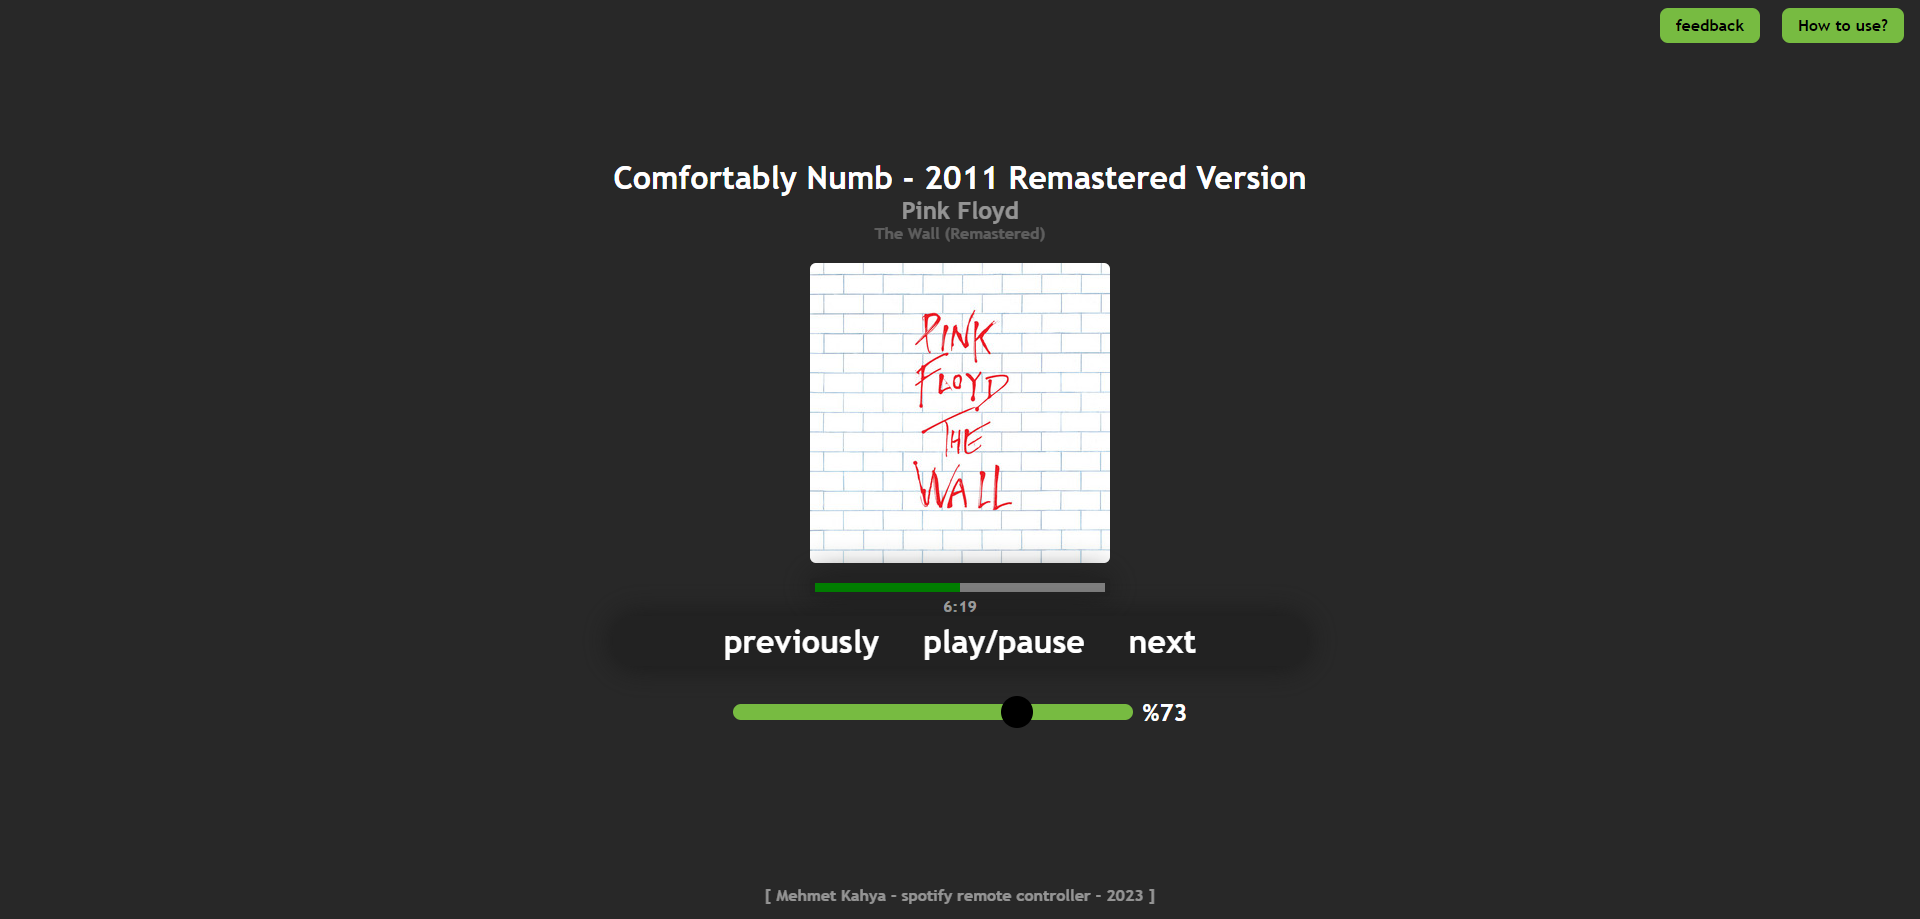 feedback
How to use?
Comfortably Numb - 2011 Remastered Version
Pink Floyd
The Wall (Remastered)
PINK
FLOYD
THE
WALL
6:19
previously play/pause next
%73
[ Mehmet Kahya - spotify remote controller - 2023 ]